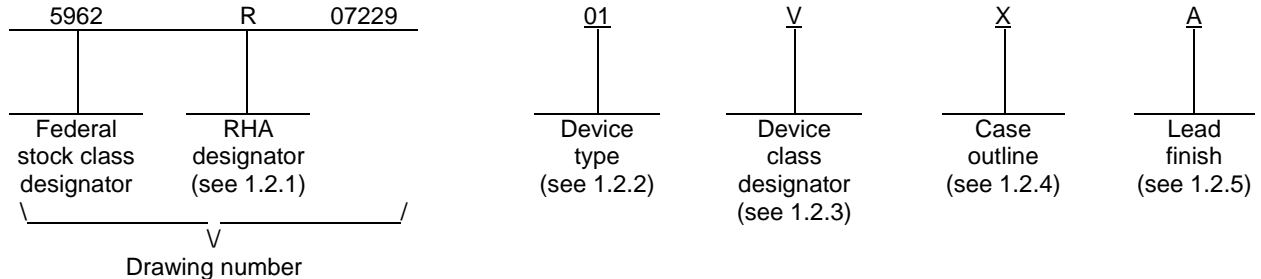 5962 R 07229 01 V X A
Federal stock class designator
RHA designator (see 1.2.1)
Device type (see 1.2.2)
Device class designator (see 1.2.3)
Case outline (see 1.2.4)
Lead finish (see 1.2.5)
Drawing number